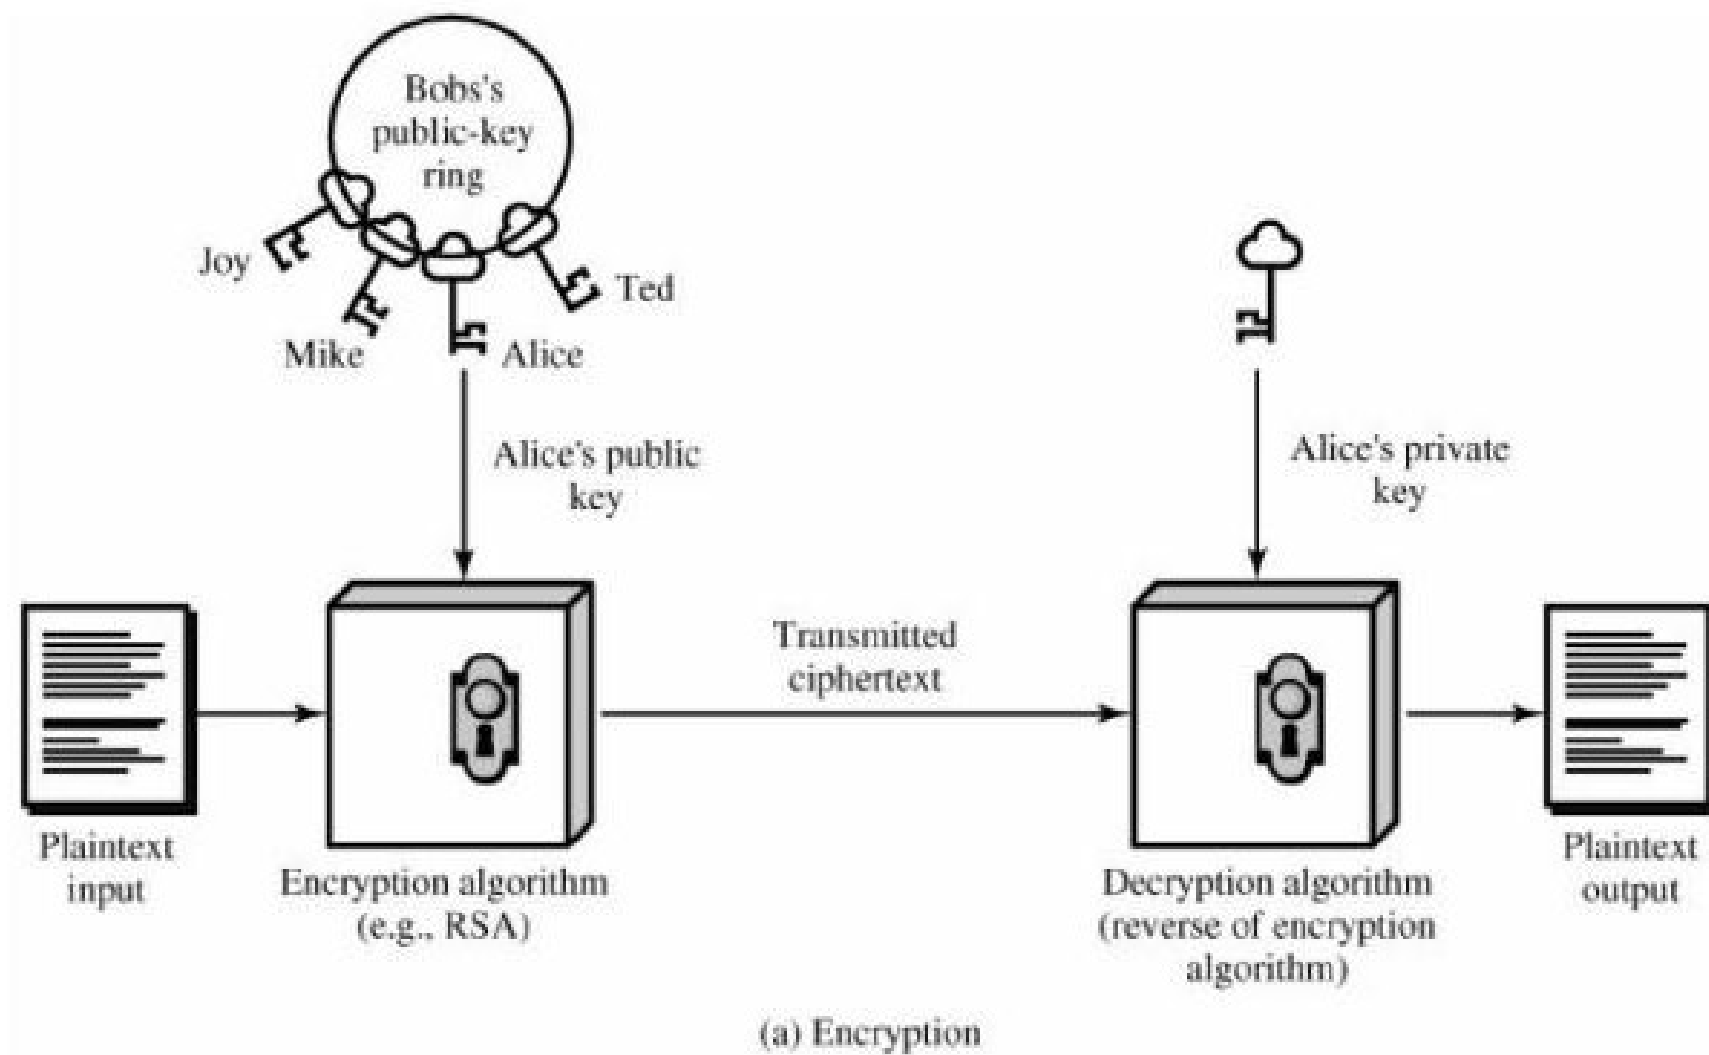 Bobs's
public-key
ring
Joy
Mike
Alice
Ted
Alice's public
key
Alice's private
key
Transmitted
ciphertext
Plaintext
input
Encryption algorithm
(e.g., RSA)
Decryption algorithm
(reverse of encryption
algorithm)
Plaintext
output
(a) Encryption